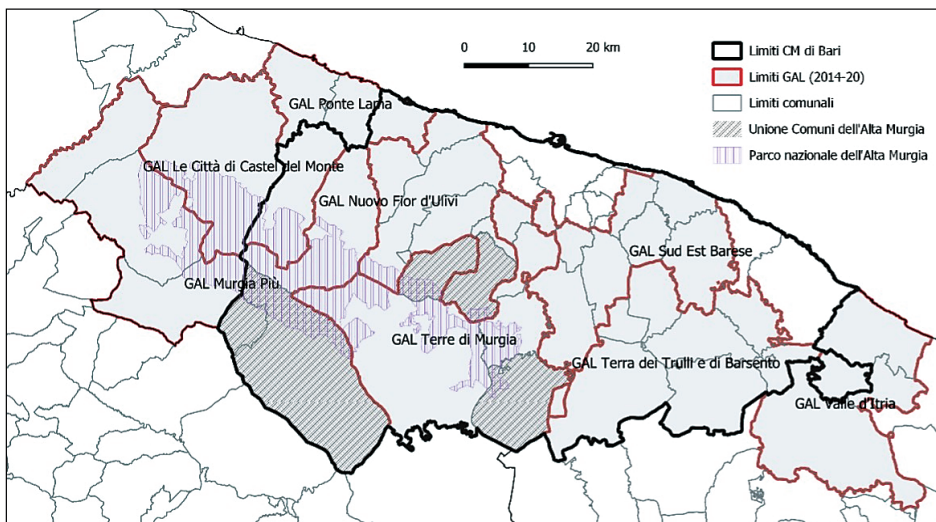 0 10 20 km
Limiti CM di Bari
Limiti GAL (2014-20)
Limiti comunali
Unione Comuni dell'Alta Murgia
Parco nazionale dell'Alta Murgia
GAL Ponte Lama
GAL Le Città di Castel del Monte
GAL Nuovo Fior d'Ulivi
GAL Sud Est Barese
GAL Murgia Più
GAL Terre di Murgia
GAL Terra dei Trulli e di Barsento
GAL Valle d'Itria